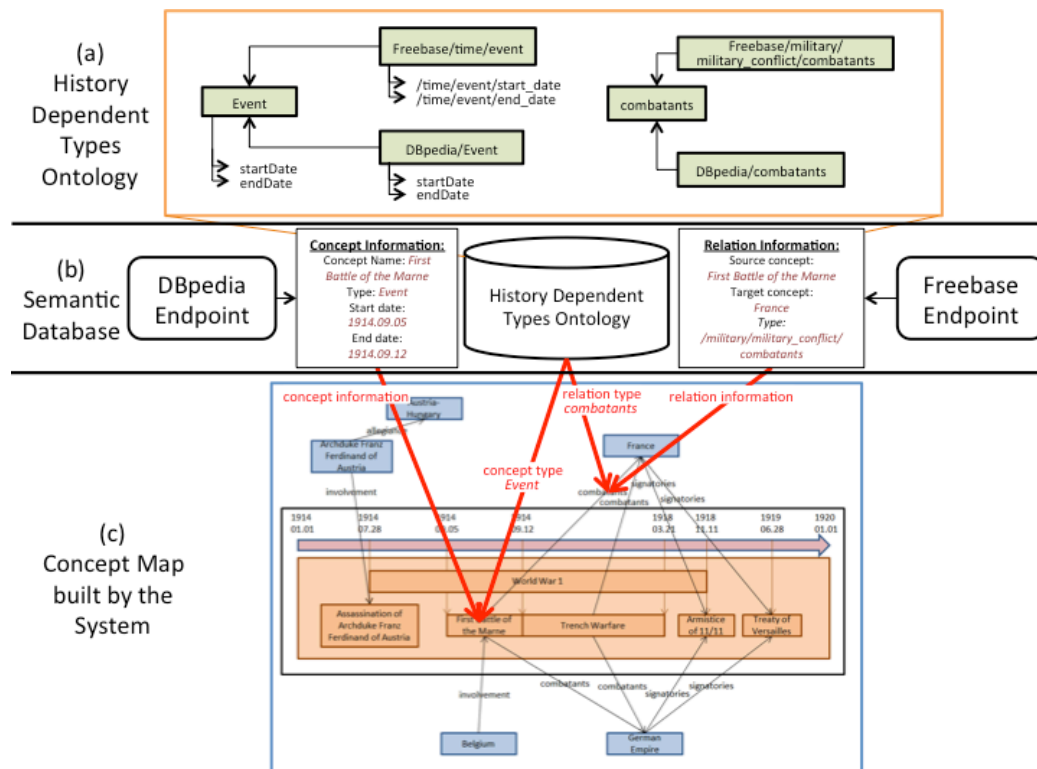 (a)
History
Dependent
Types
Ontology
Freebase/time/event
/time/event/start_date
/time/event/end_date
Event
startDate
endDate
DBpedia/Event
startDate
endDate
Freebase/military/
military_conflict/combatants
combatants
DBpedia/combatants
(b)
Semantic
Database
DBpedia
Endpoint
Concept Information:
Concept Name: First
Battle of the Marne
Type: Event
Start date:
1914.09.05
End date:
1914.09.12
History Dependent
Types Ontology
Relation Information:
Source concept:
First Battle of the Marne
Target concept:
France
Type:
/military/military_conflict/
combatants
Freebase
Endpoint
(c)
Concept Map
built by the
System
concept information
relation type
combatants
relation information
concept type
Event
Austria-
Hungary
allegiance
Archduke Franz
Ferdinand of
Austria
involvement
France
combatants
combatants
signatories
signatories
1914
01.01
1914
07.28
1914
09.05
1914
09.12
1918
03.21
1918
11.11
1919
06.28
1920
01.01
World War 1
Assassination of
Archduke Franz
Ferdinand of Austria
First Battle of
the Marne
Trench Warfare
Armistice
of 11/11
Treaty of
Versailles
involvement
combatants
combatants
signatories
signatories
Belgium
German
Empire